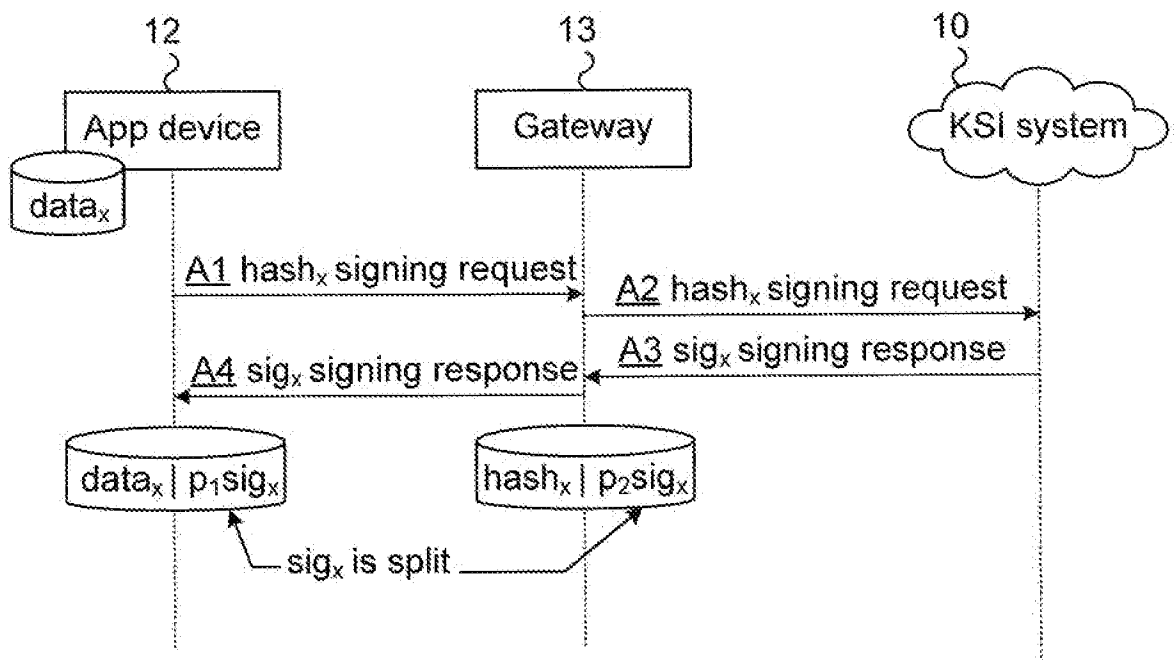 12
13
10
App device
Gateway
KSI system
dataₓ
A1 hashₓ signing request
A2 hashₓ signing request
A3 sigₓ signing response
A4 sigₓ signing response
dataₓ | p₁sigₓ
hashₓ | p₂sigₓ
sigₓ is split